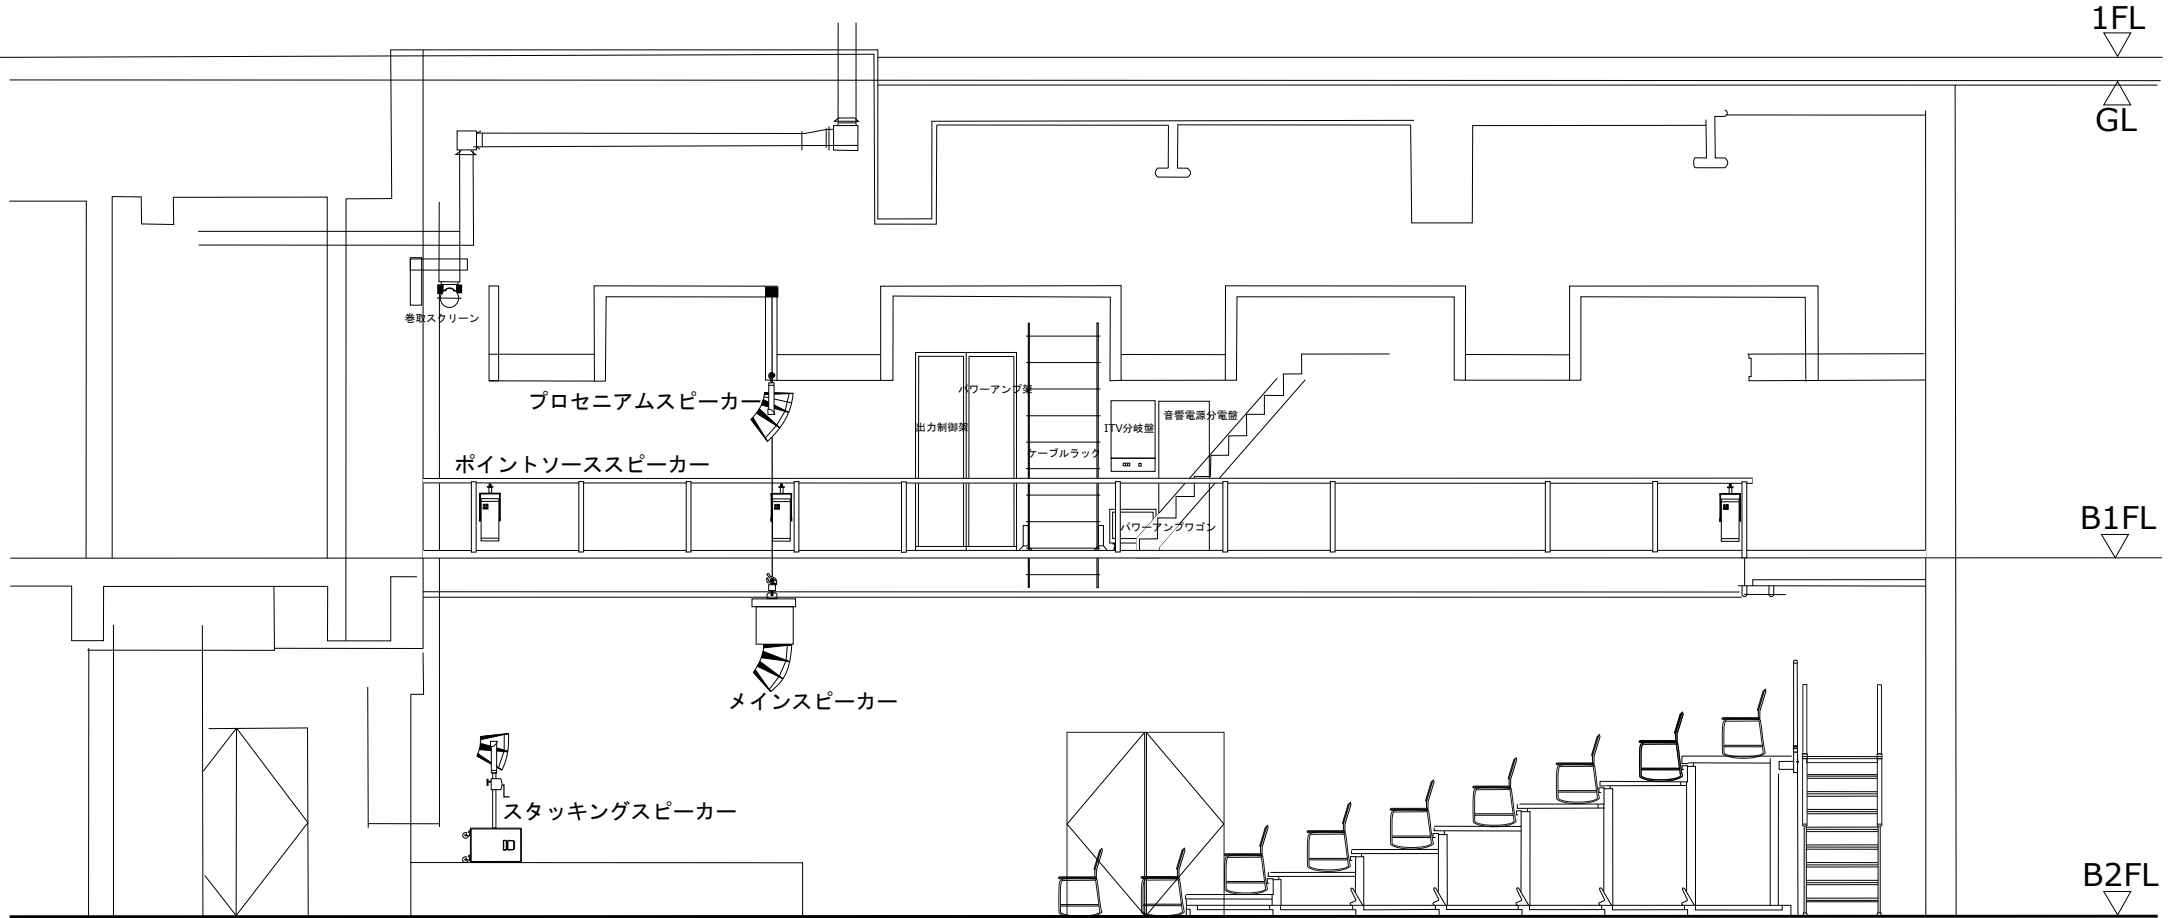 1FL
GL
巻取スクリーン
プロセニアムスピーカー
パワーアンプ架
出力制御架
音響電源分電盤
ITV分岐盤
ケーブルラック
ポイントソーススピーカー
パワーアンプワゴン
B1FL
メインスピーカー
スタッキングスピーカー
B2FL